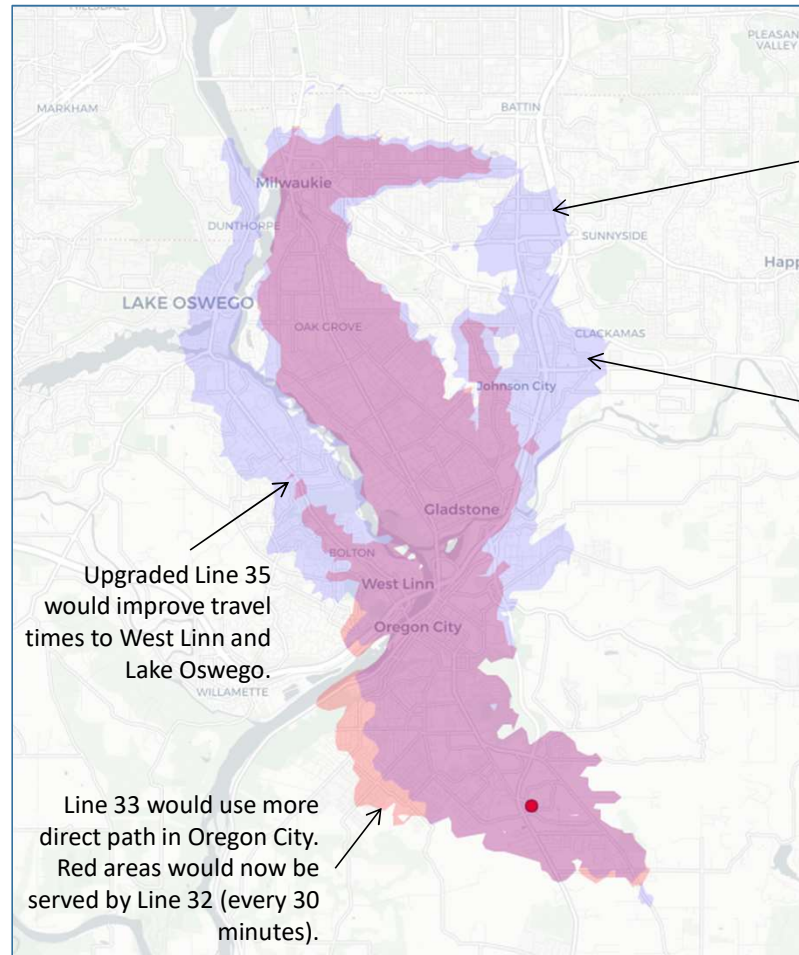 HILLSDALE
PLEASAN
VALLEY
MARKHAM
BATTIN
Milwaukie
DUNTHORPE
SUNNYSIDE
Happ
LAKE OSWEGO
OAK GROVE
CLACKAMAS
Johnson City
Gladstone
BOLTON
West Linn
Oregon City
WILLAMETTE
Upgraded Line 35
would improve travel
times to West Linn and
Lake Oswego.
Line 33 would use more
direct path in Oregon City.
Red areas would now be
served by Line 32 (every 30
minutes).